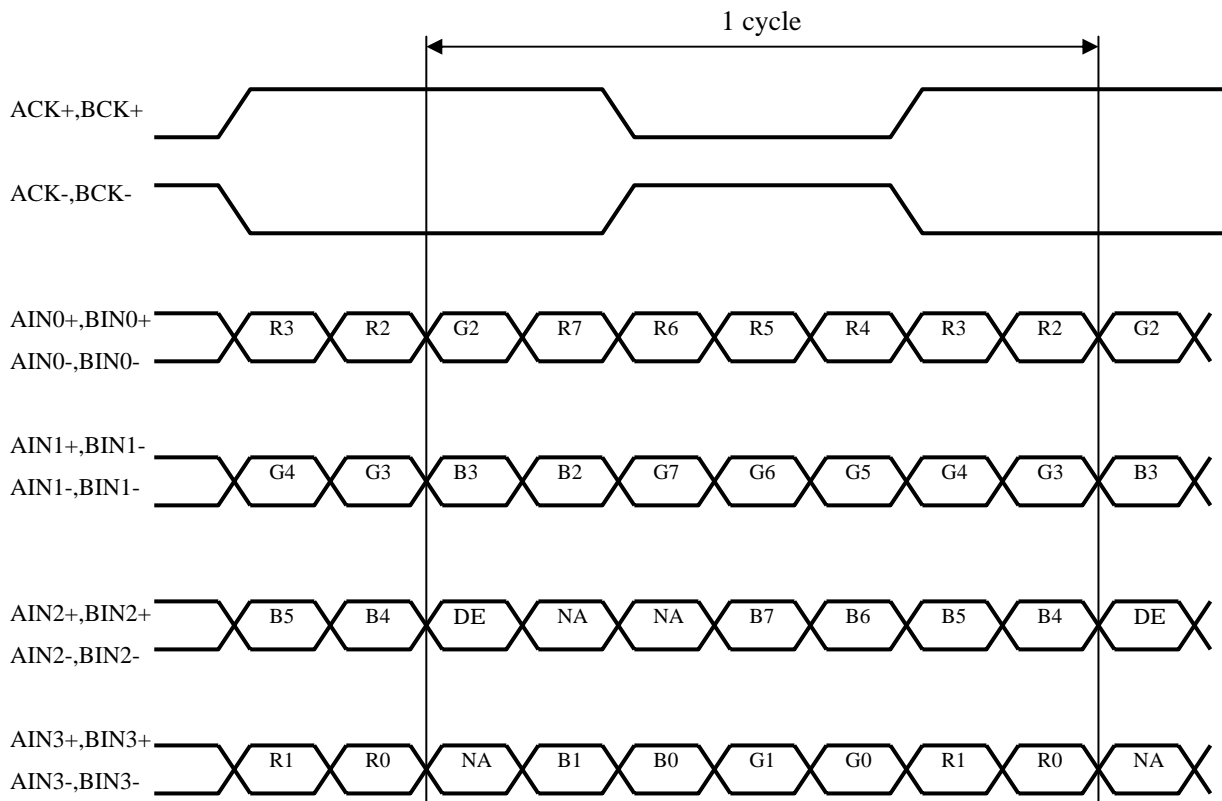 1 cycle
ACK+,BCK+
ACK-,BCK-
AIN0+,BIN0+
R3 R2 G2 R7 R6 R5 R4 R3 R2 G2
AIN0-,BIN0-
AIN1+,BIN1-
G4 G3 B3 B2 G7 G6 G5 G4 G3 B3
AIN1-,BIN1-
AIN2+,BIN2+
B5 B4 DE NA NA B7 B6 B5 B4 DE
AIN2-,BIN2-
AIN3+,BIN3+
R1 R0 NA B1 B0 G1 G0 R1 R0 NA
AIN3-,BIN3-